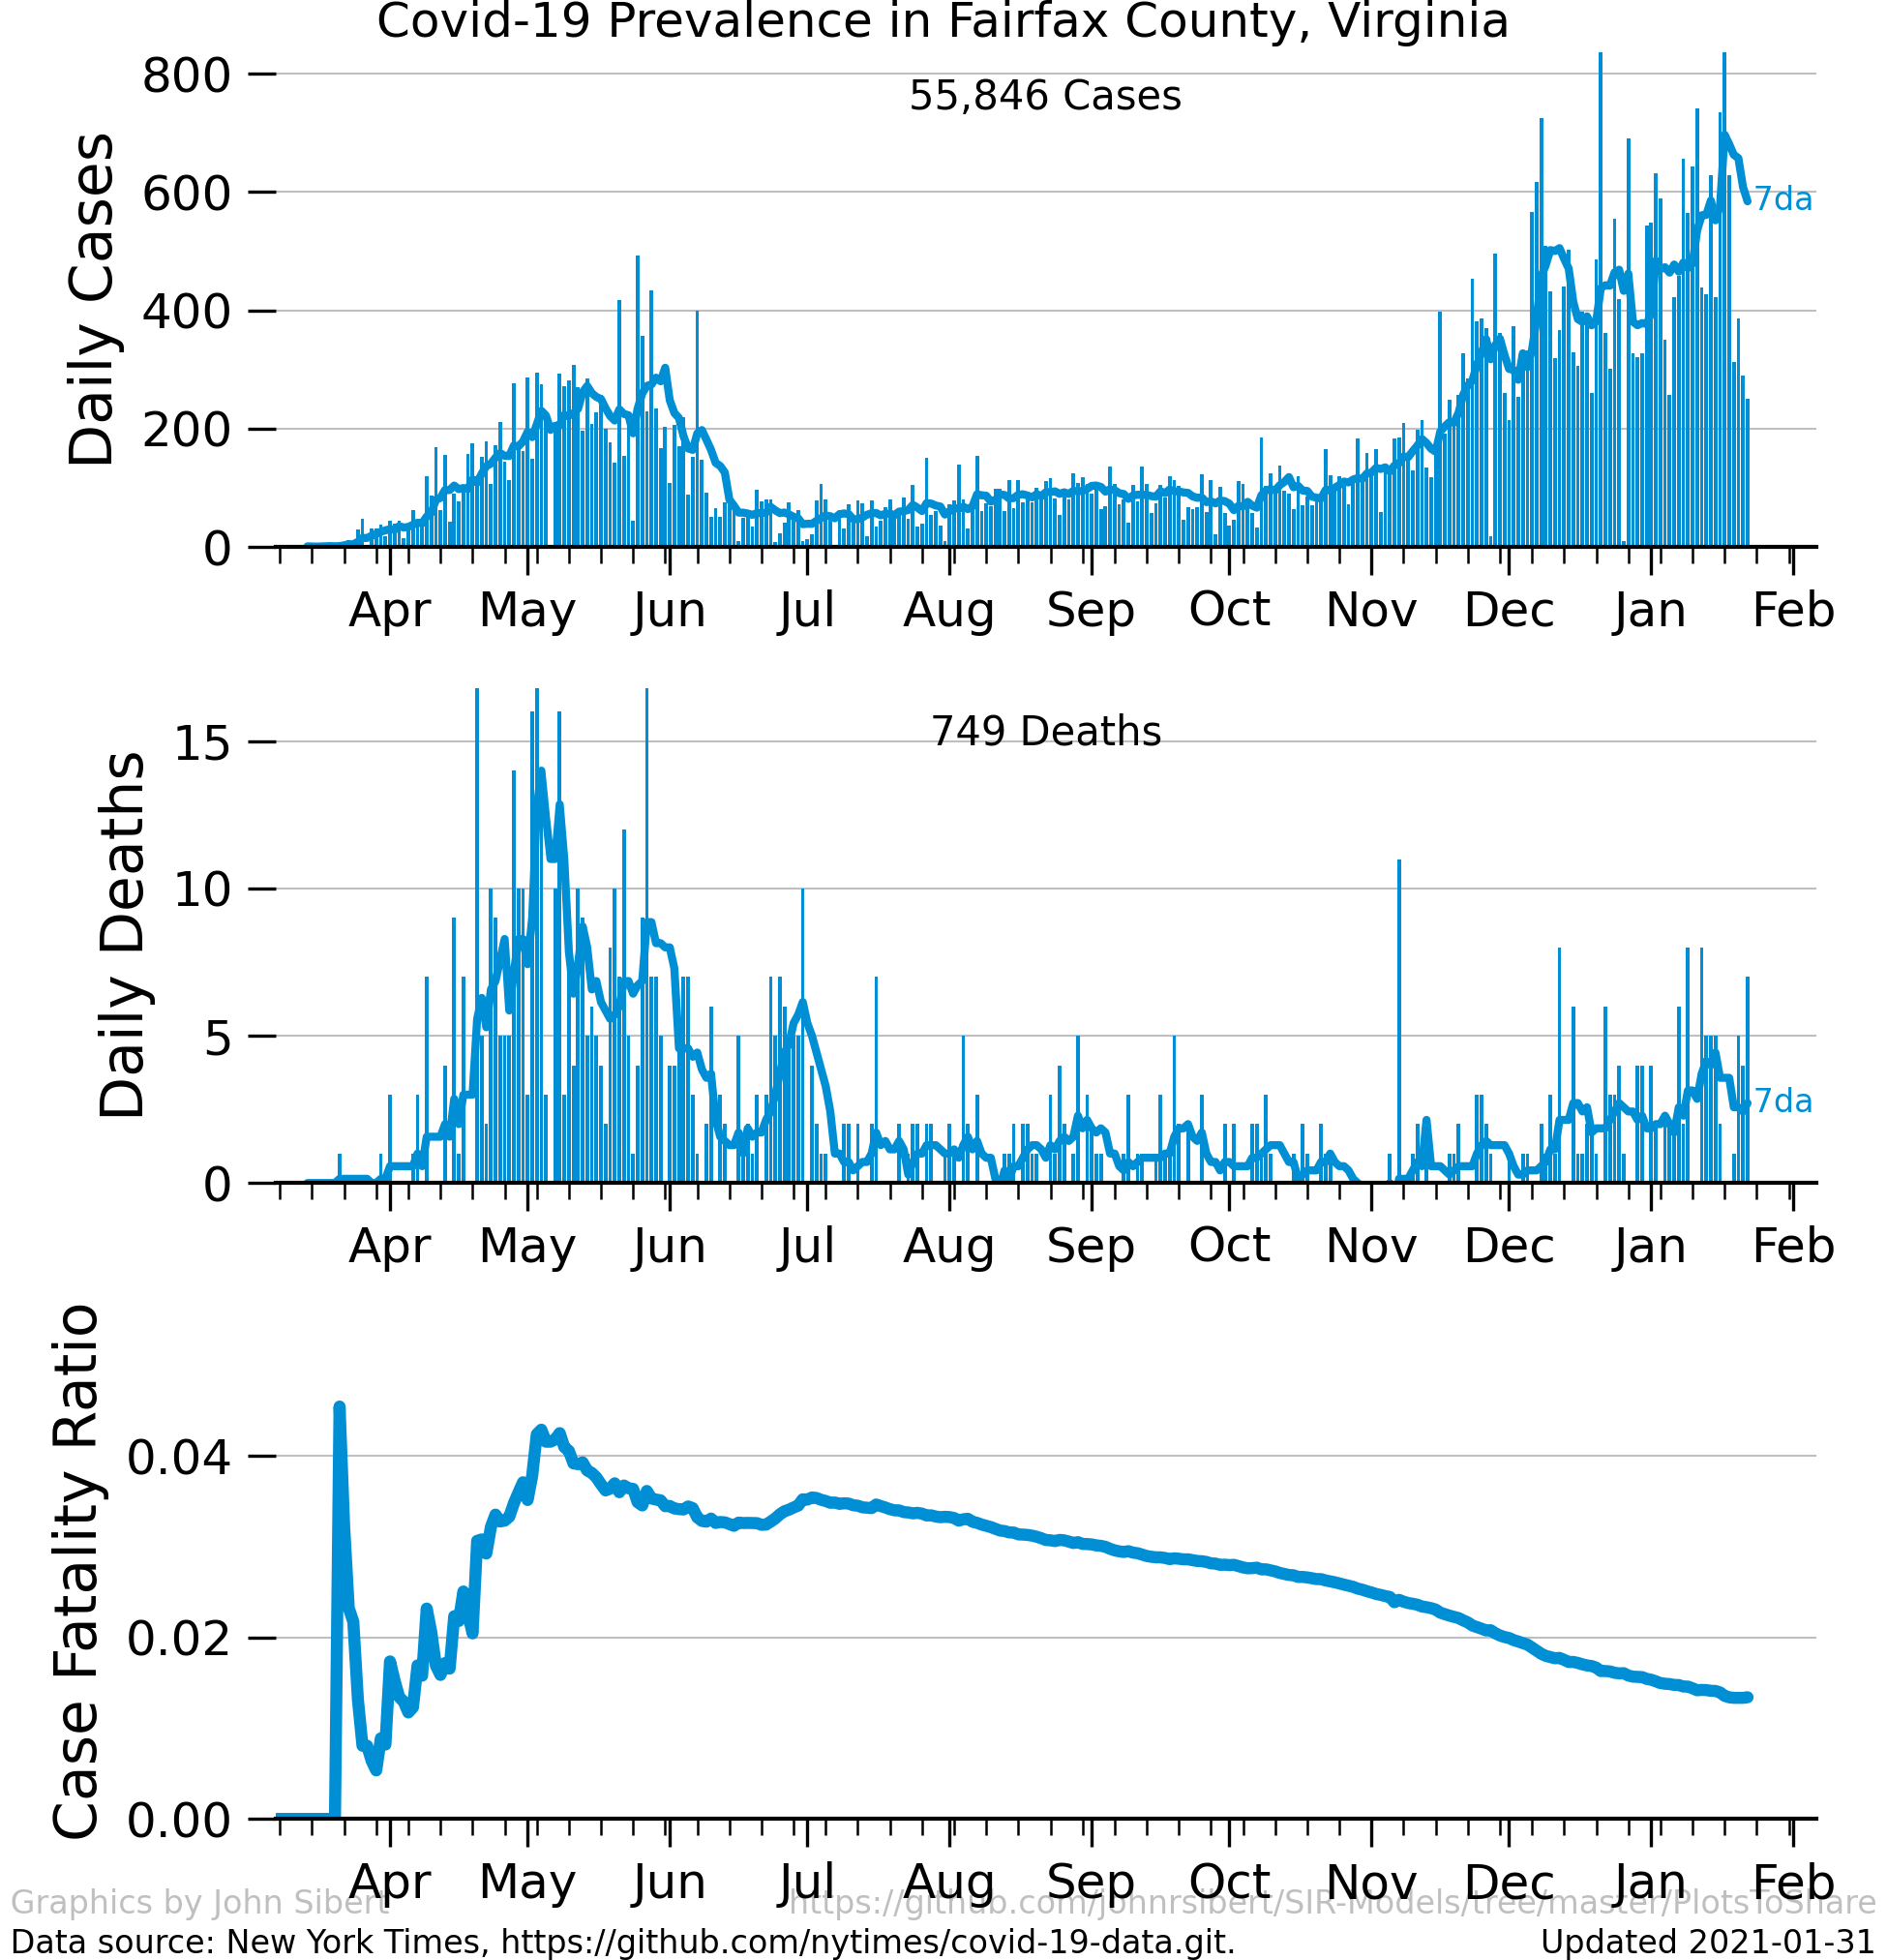 Covid-19 Prevalence in Fairfax County, Virginia
Daily Cases
800
600
400
200
0
55,846 Cases
7da
Apr May Jun Jul Aug Sep Oct Nov Dec Jan Feb
Daily Deaths
15
10
5
0
749 Deaths
7da
Apr May Jun Jul Aug Sep Oct Nov Dec Jan Feb
Case Fatality Ratio
0.04
0.02
0.00
Apr May Jun Jul Aug Sep Oct Nov Dec Jan Feb
Graphics by John Sibert https://github.com/johnrsibert/SIR-Models/tree/master/PlotsToShare
Data source: New York Times, https://github.com/nytimes/covid-19-data.git. Updated 2021-01-31